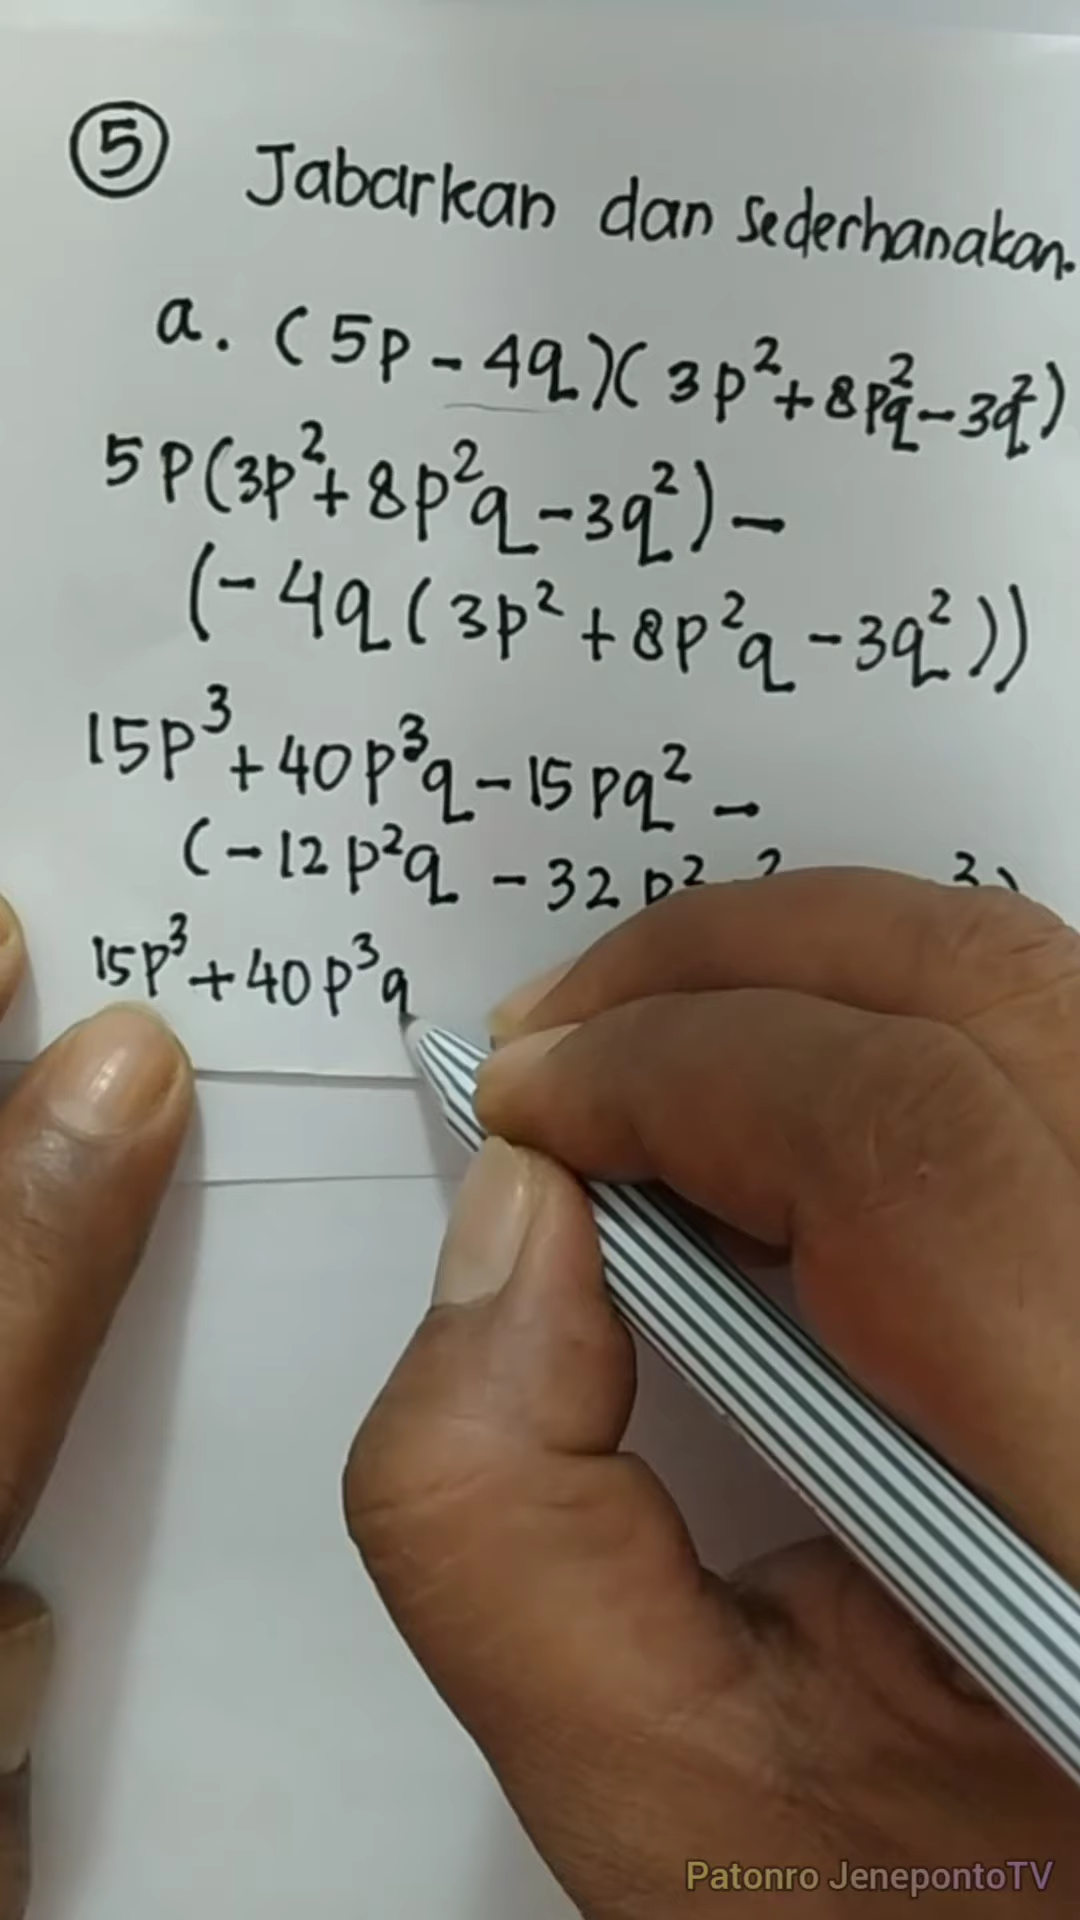 5 Jabarkan dan sederhanakan.
a. (5p - 4q)(3p² + 8p²q - 3q²)
5p(3p² + 8p²q - 3q²) -
(-4q(3p² + 8p²q - 3q²))
15p³ + 40p³q - 15pq² -
(-12p²q - 32p²
15p³ + 40p³q
Patonro JenepontoTV